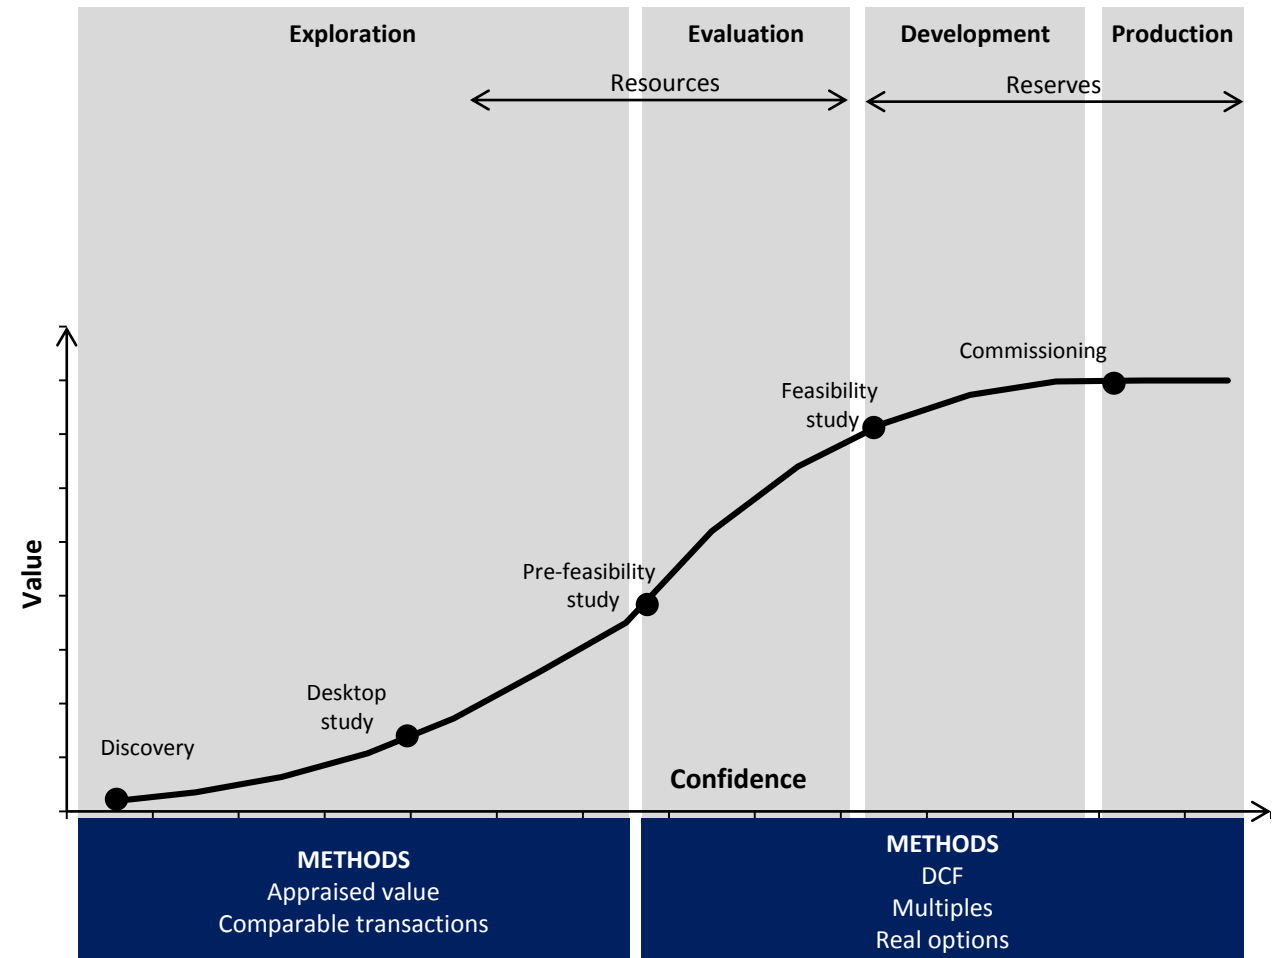 Exploration
Evaluation
Development
Production
Resources
Reserves
Commissioning
Feasibility
study
Pre-feasibility
study
Desktop
study
Discovery
Value
Confidence
METHODS
Appraised value
Comparable transactions
METHODS
DCF
Multiples
Real options